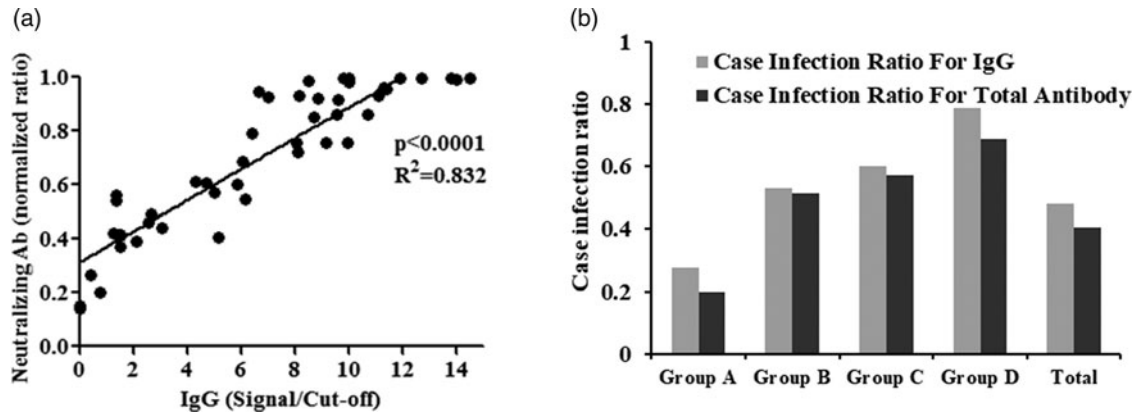 (a)
Neutralizing Ab (normalized ratio)
1.0
0.8
0.6
0.4
0.2
0.0
p<0.0001
R²=0.832
0 2 4 6 8 10 12 14
IgG (Signal/Cut-off)
(b)
Case infection ratio
1
0.8
0.6
0.4
0.2
0
Case Infection Ratio For IgG
Case Infection Ratio For Total Antibody
Group A Group B Group C Group D Total